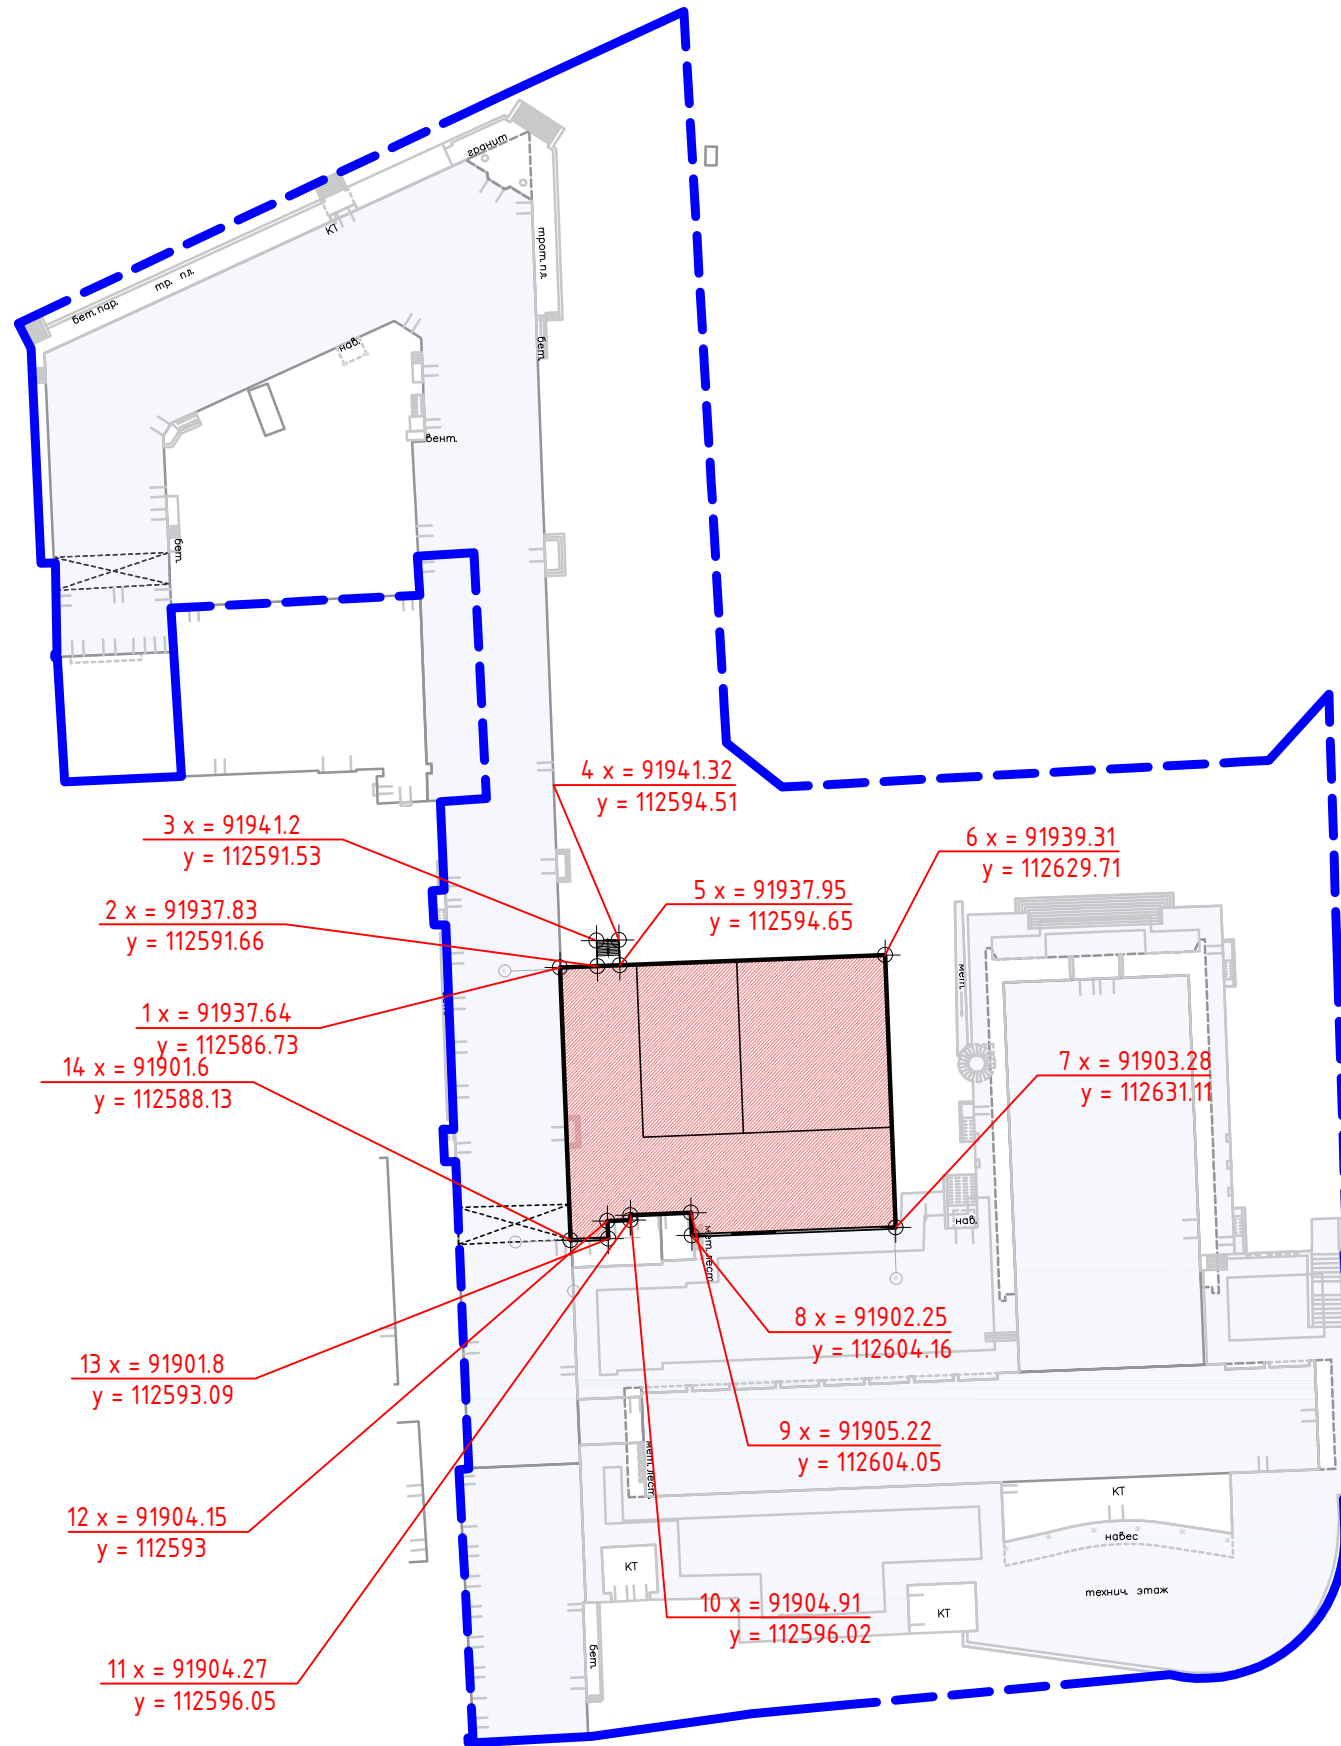 гранит
КТ
трот. пл.
тр. пл.
бет. пар.
нав.
бет.
вент.
бет.
4 x = 91941.32
y = 112594.51
3 x = 91941.2
y = 112591.53
6 x = 91939.31
y = 112629.71
5 x = 91937.95
y = 112594.65
2 x = 91937.83
y = 112591.66
мет.
1 x = 91937.64
y = 112586.73
14 x = 91901.6
y = 112588.13
7 x = 91903.28
y = 112631.11
нав.
мет. лест.
8 x = 91902.25
y = 112604.16
13 x = 91901.8
y = 112593.09
9 x = 91905.22
y = 112604.05
мет. лест.
КТ
12 x = 91904.15
y = 112593
навес
КТ
технич. этаж
10 x = 91904.91
y = 112596.02
КТ
бет.
11 x = 91904.27
y = 112596.05